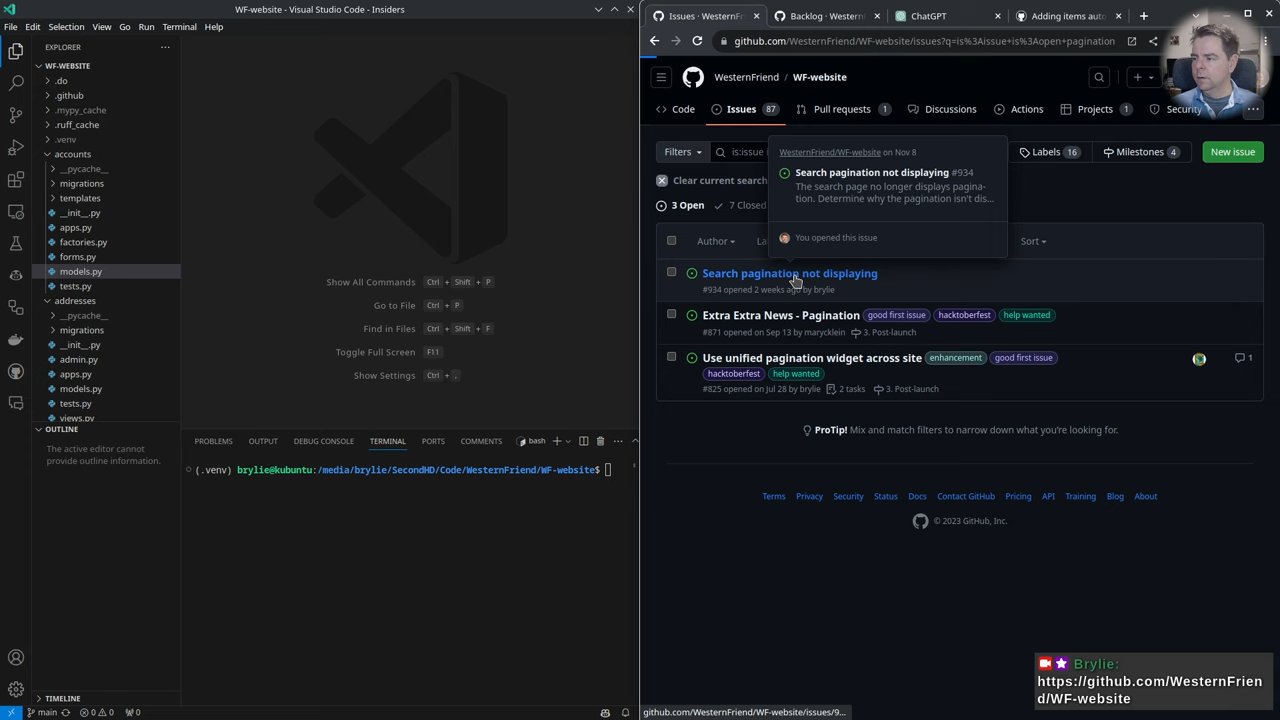 WF-website - Visual Studio Code - Insiders
File Edit Selection View Go Run Terminal Help
EXPLORER
WF-WEBSITE
.do
.github
.mypy_cache
.ruff_cache
.venv
accounts
__pycache__
migrations
templates
__init__.py
apps.py
factories.py
forms.py
models.py
tests.py
addresses
__pycache__
migrations
__init__.py
admin.py
apps.py
models.py
tests.py
views.py
OUTLINE
The active editor cannot
provide outline information.
TIMELINE
main 0 0 0
Show All Commands Ctrl + Shift + P
Go to File Ctrl + P
Find in Files Ctrl + Shift + F
Toggle Full Screen F11
Show Settings Ctrl + ,
PROBLEMS OUTPUT DEBUG CONSOLE TERMINAL PORTS COMMENTS bash
(.venv) brylie@kubuntu:/media/brylie/SecondHD/Code/WesternFriend/WF-website$
Issues · WesternFri
Backlog · Western
ChatGPT
Adding items auto
github.com/WesternFriend/WF-website/issues?q=is%3Aissue+is%3Aopen+pagination
WesternFriend / WF-website
Code Issues 87 Pull requests 1 Discussions Actions Projects 1 Security
Filters is:issue i Labels 16 Milestones 4 New issue
WesternFriend/WF-website on Nov 8
Search pagination not displaying #934
The search page no longer displays pagina-
tion. Determine why the pagination isn't dis...
You opened this issue
Clear current search
3 Open 7 Closed
Author La Sort
Search pagination not displaying
#934 opened 2 weeks ago by brylie
Extra Extra News - Pagination good first issue hacktoberfest help wanted
#871 opened on Sep 13 by marycklein 3. Post-launch
Use unified pagination widget across site enhancement good first issue
hacktoberfest help wanted
1
#825 opened on Jul 28 by brylie 2 tasks 3. Post-launch
ProTip! Mix and match filters to narrow down what you're looking for.
Terms Privacy Security Status Docs Contact GitHub Pricing API Training Blog About
© 2023 GitHub, Inc.
Brylie:
https://github.com/WesternFrien
d/WF-website
github.com/WesternFriend/WF-website/issues/9...